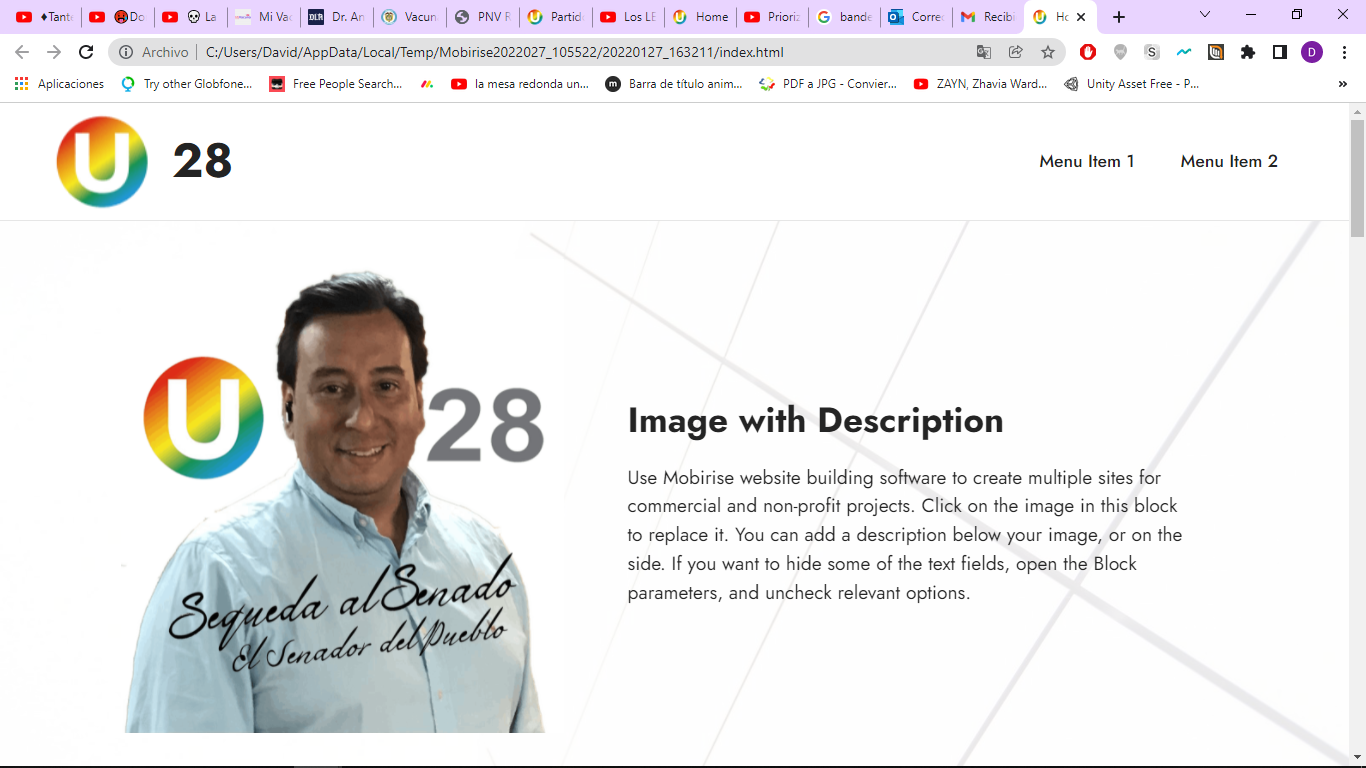 ♦Tant
Do
La
Mi Va
DLR
Dr. An
Vacun
PNV R
Partid
Los LE
Home
Prioriz
bande
Corre
Recibi
Ho
Archivo
C:/Users/David/AppData/Local/Temp/Mobirise2022027_105522/20220127_163211/index.html
D
Aplicaciones
Try other Globfone...
Free People Search...
la mesa redonda un...
m
Barra de título anim...
PDF a JPG - Convier...
ZAYN, Zhavia Ward...
Unity Asset Free - P...
»
U
28
Menu Item 1
Menu Item 2
U
28
Sequeda al Senado
El Senador del Pueblo
Image with Description
Use Mobirise website building software to create multiple sites for
commercial and non-profit projects. Click on the image in this block
to replace it. You can add a description below your image, or on the
side. If you want to hide some of the text fields, open the Block
parameters, and uncheck relevant options.